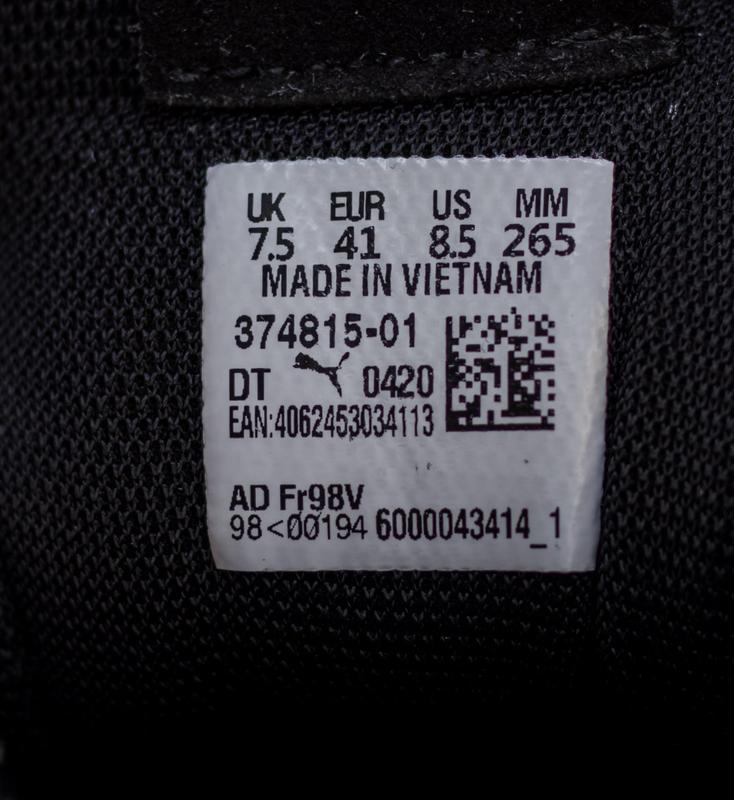 UK EUR US MM
7.5 41 8.5 265
MADE IN VIETNAM
374815-01
DT 0420
EAN:4062453034113
AD Fr98V
98<00194 6000043414_1